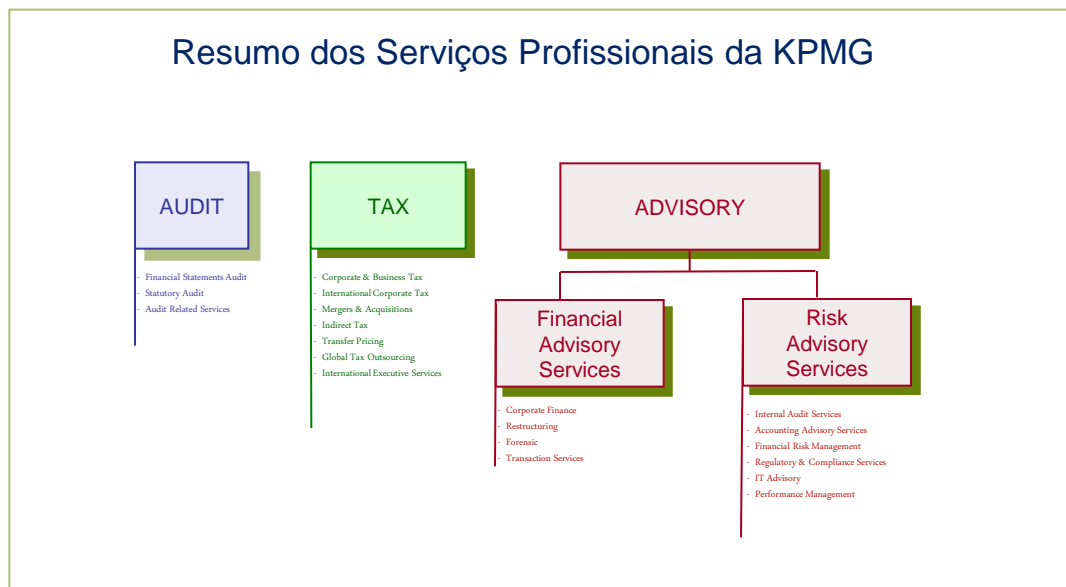 Resumo dos Serviços Profissionais da KPMG
AUDIT
- Financial Statements Audit
- Statutory Audit
- Audit Related Services
TAX
- Corporate & Business Tax
- International Corporate Tax
- Mergers & Acquisitions
- Indirect Tax
- Transfer Pricing
- Global Tax Outsourcing
- International Executive Services
ADVISORY
Financial
Advisory
Services
- Corporate Finance
- Restructuring
- Forensic
- Transaction Services
Risk
Advisory
Services
- Internal Audit Services
- Accounting Advisory Services
- Financial Risk Management
- Regulatory & Compliance Services
- IT Advisory
- Performance Management